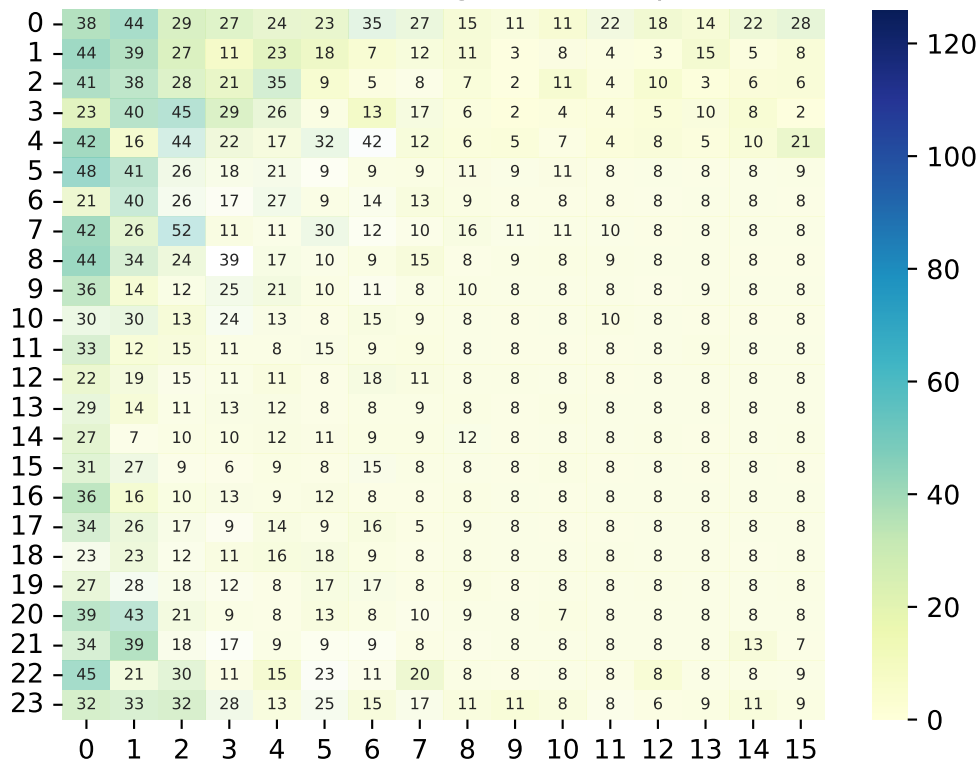 0 38 44 29 27 24 23 35 27 15 11 11 22 18 14 22 28
1 44 39 27 11 23 18 7 12 11 3 8 4 3 15 5 8
2 41 38 28 21 35 9 5 8 7 2 11 4 10 3 6 6
3 23 40 45 29 26 9 13 17 6 2 4 4 5 10 8 2
4 42 16 44 22 17 32 42 12 6 5 7 4 8 5 10 21
5 48 41 26 18 21 9 9 9 11 9 11 8 8 8 8 9
6 21 40 26 17 27 9 14 13 9 8 8 8 8 8 8 8
7 42 26 52 11 11 30 12 10 16 11 11 10 8 8 8 8
8 44 34 24 39 17 10 9 15 8 9 8 9 8 8 8 8
9 36 14 12 25 21 10 11 8 10 8 8 8 8 9 8 8
10 30 30 13 24 13 8 15 9 8 8 8 10 8 8 8 8
11 33 12 15 11 8 15 9 9 8 8 8 8 8 9 8 8
12 22 19 15 11 11 8 18 11 8 8 8 8 8 8 8 8
13 29 14 11 13 12 8 8 9 8 8 9 8 8 8 8 8
14 27 7 10 10 12 11 9 9 12 8 8 8 8 8 8 8
15 31 27 9 6 9 8 15 8 8 8 8 8 8 8 8 8
16 36 16 10 13 9 12 8 8 8 8 8 8 8 8 8 8
17 34 26 17 9 14 9 16 5 9 8 8 8 8 8 8 8
18 23 23 12 11 16 18 9 8 8 8 8 8 8 8 8 8
19 27 28 18 12 8 17 17 8 9 8 8 8 8 9 8 8
20 39 43 21 9 8 13 8 10 9 8 7 8 8 8 8 8
21 34 39 18 17 9 9 9 8 8 8 8 8 8 8 13 7
22 45 21 30 11 15 23 11 20 8 8 8 8 8 8 8 9
23 32 33 32 28 13 25 15 17 11 11 8 8 6 9 11 9
0 1 2 3 4 5 6 7 8 9 10 11 12 13 14 15
120
100
80
60
40
20
0